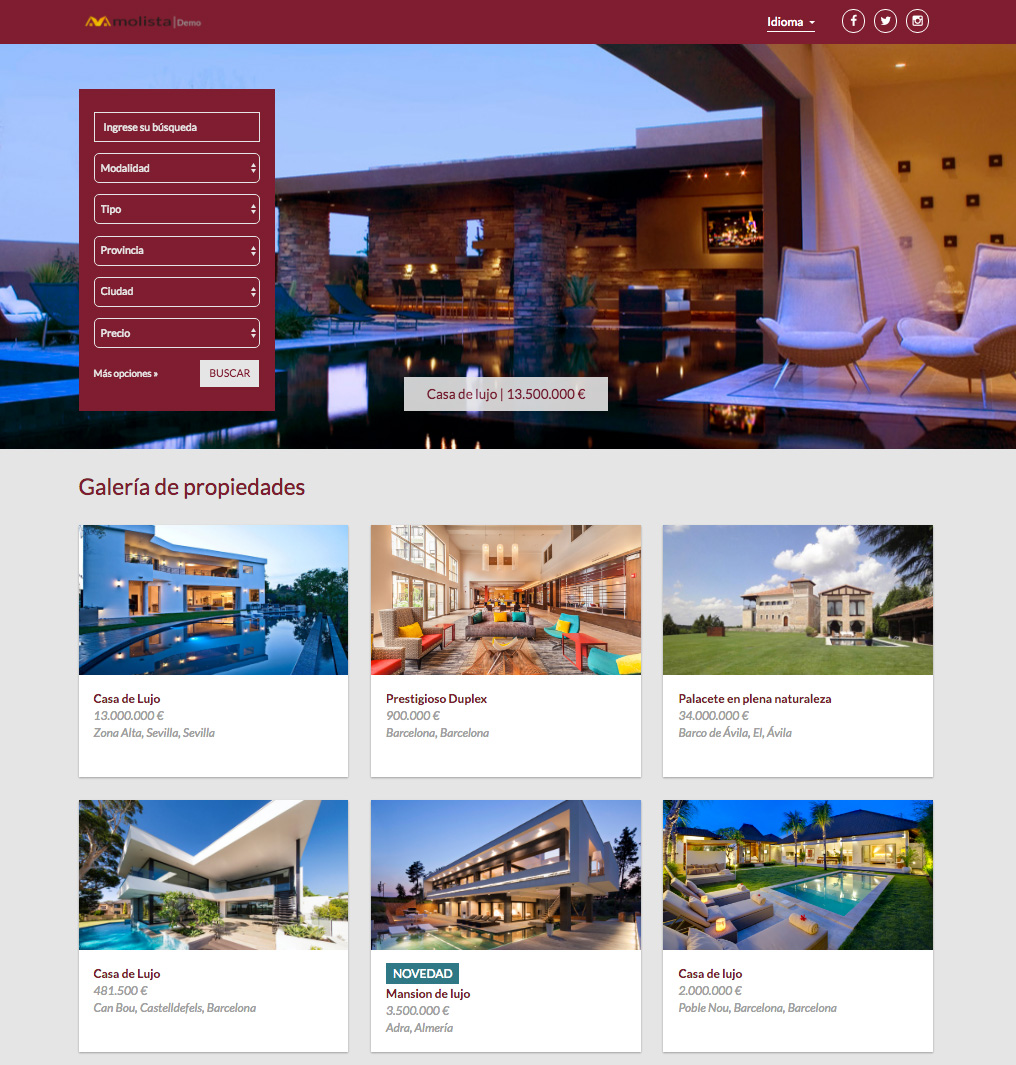 molista|Demo
Idioma
Ingrese su búsqueda
Modalidad
Tipo
Provincia
Ciudad
Precio
Más opciones »
BUSCAR
Casa de lujo | 13.500.000 €
Galería de propiedades
Casa de Lujo
13.000.000 €
Zona Alta, Sevilla, Sevilla
Prestigioso Duplex
900.000 €
Barcelona, Barcelona
Palacete en plena naturaleza
34.000.000 €
Barco de Ávila, El, Ávila
Casa de Lujo
481.500 €
Can Bou, Castelldefels, Barcelona
NOVEDAD
Mansion de lujo
3.500.000 €
Adra, Almería
Casa de lujo
2.000.000 €
Poble Nou, Barcelona, Barcelona